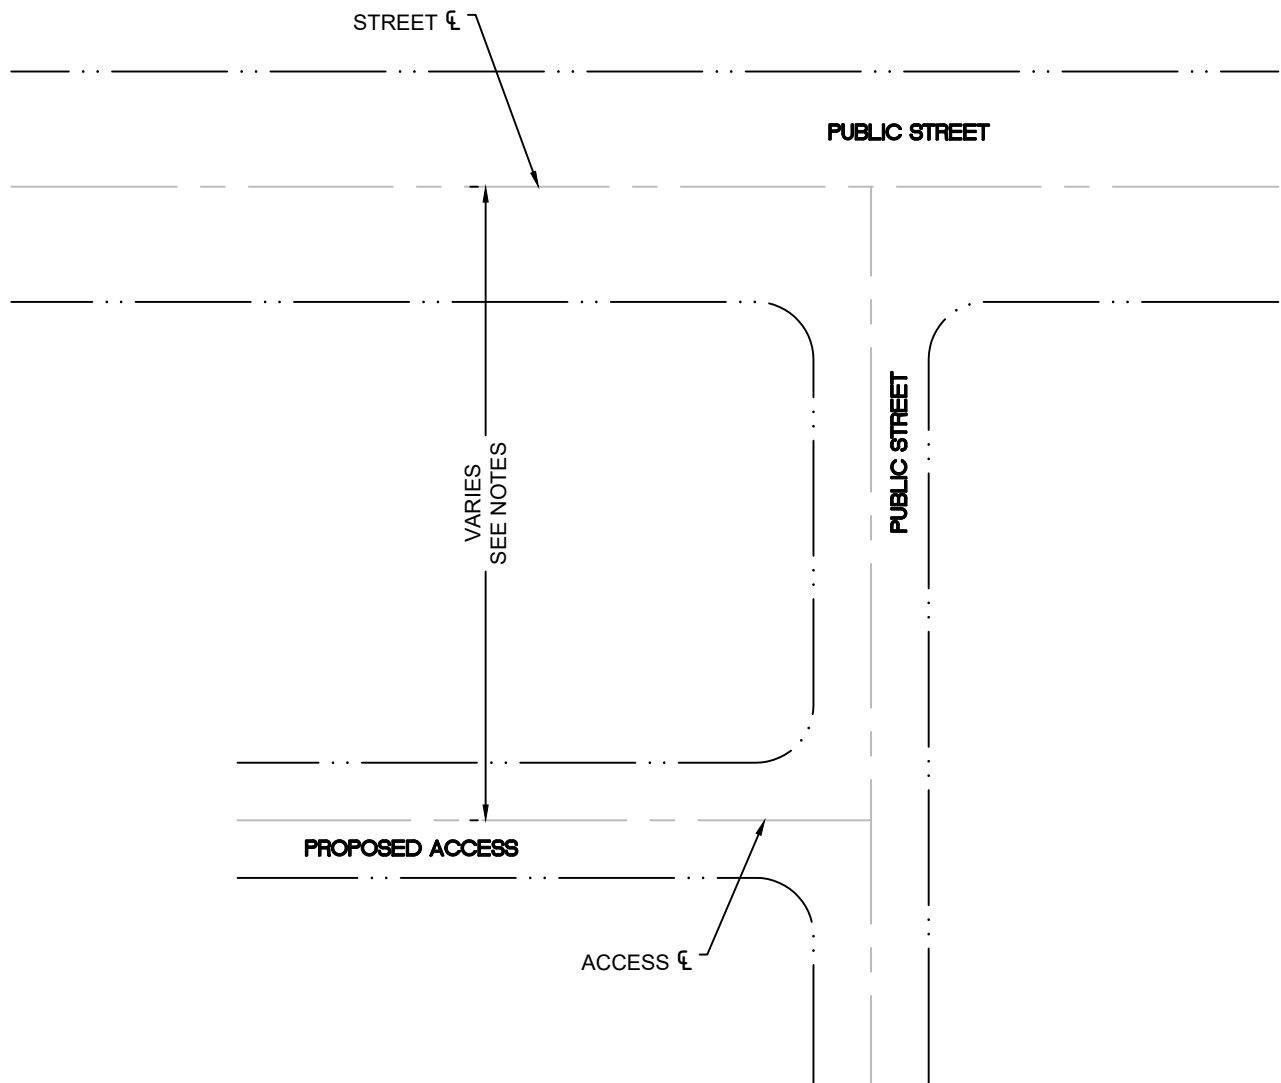 STREET ℄
PUBLIC STREET
PUBLIC STREET
VARIES
SEE NOTES
PROPOSED ACCESS
ACCESS ℄